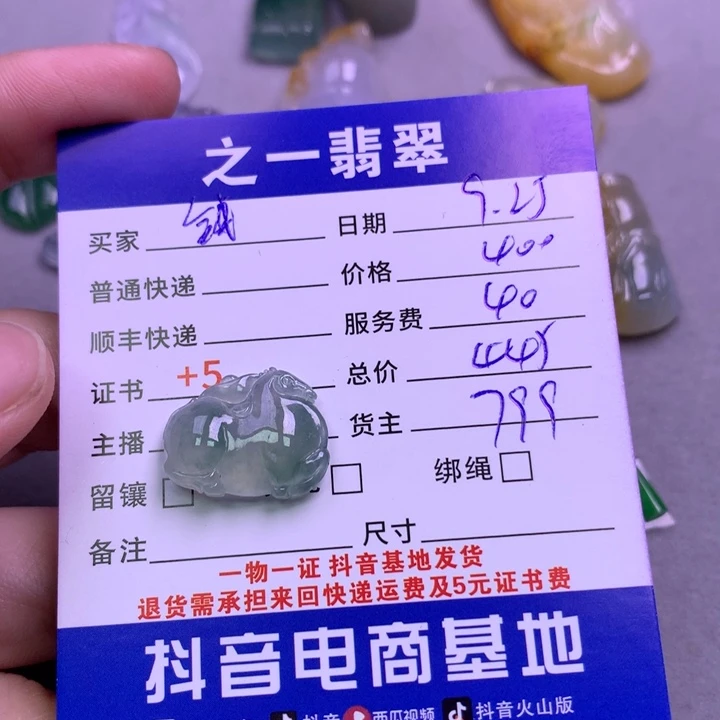 之一翡翠
买家 钱 日期 9.25
普通快递 价格 400
顺丰快递 服务费 40
证书 +5 总价 445
主播 货主 799
留镶 绑绳
备注 尺寸
一物一证 抖音基地发货
退货需承担来回快递运费及5元证书费
抖音电商基地
抖音 西瓜视频 抖音火山版